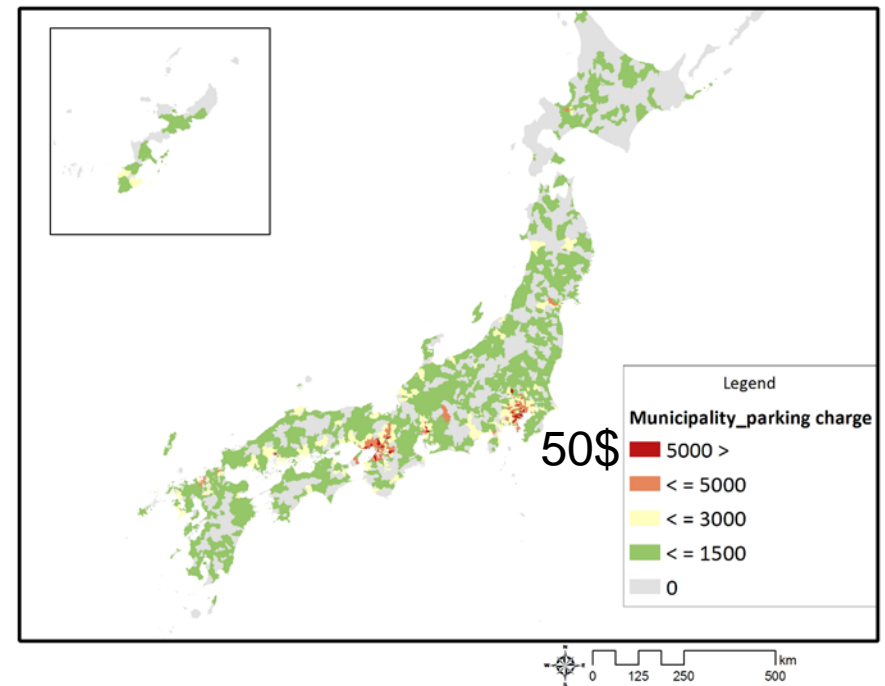 Legend
Municipality_parking charge
50$
5000 >
< = 5000
< = 3000
< = 1500
0
N
W
E
S
km
0 125 250 500